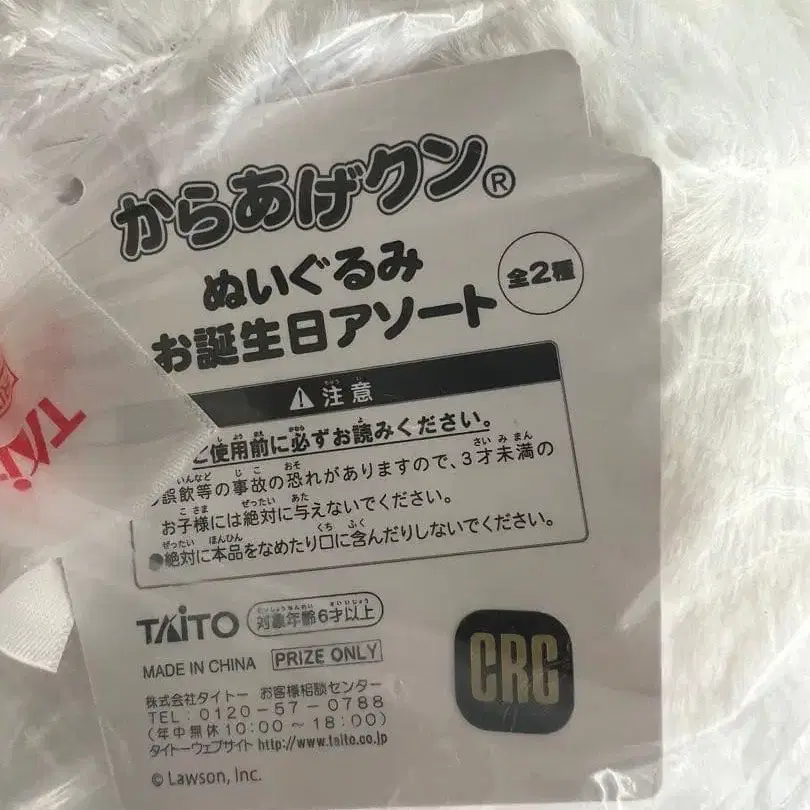 からあげクン®
ぬいぐるみ
お誕生日アソート
全2種
⚠注意
使用前に必ずお読みください。
誤飲等の事故の恐れがありますので、3才未満の
お子様には絶対に与えないでください。
●絶対に本品をなめたり口に含んだりしないでください。
TAITO
対象年齢6才以上
MADE IN CHINA
PRIZE ONLY
CRC
株式会社タイトー お客様相談センター
TEL:0120-57-0788
(年中無休10:00~18:00)
タイトーウェブサイト http://www.taito.co.jp
© Lawson, Inc.